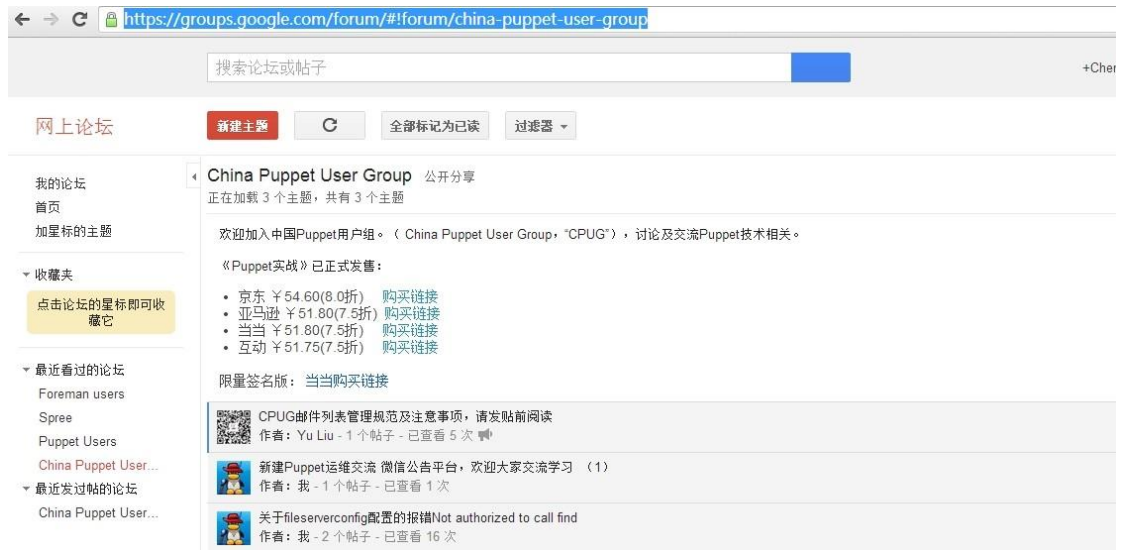 https://groups.google.com/forum/#!forum/china-puppet-user-group
搜索论坛或帖子
+Cher
网上论坛
新建主题
全部标记为已读
过滤器
我的论坛
首页
加星标的主题
收藏夹
点击论坛的星标即可收
藏它
最近看过的论坛
Foreman users
Spree
Puppet Users
China Puppet User...
最近发过帖的论坛
China Puppet User...
China Puppet User Group 公开分享
正在加载 3 个主题，共有 3 个主题
欢迎加入中国Puppet用户组。（ China Puppet User Group，“CPUG”），讨论及交流Puppet技术相关。
《Puppet实战》已正式发售：
• 京东 ￥54.60(8.0折) 购买链接
• 亚马逊 ￥51.80(7.5折) 购买链接
• 当当 ￥51.80(7.5折) 购买链接
• 互动 ￥51.75(7.5折) 购买链接
限量签名版： 当当购买链接
CPUG邮件列表管理规范及注意事项，请发贴前阅读
作者：Yu Liu - 1 个帖子 - 已查看 5 次
新建Puppet运维交流 微信公告平台，欢迎大家交流学习 （1）
作者：我 - 1 个帖子 - 已查看 1 次
关于fileserverconfig配置的报错Not authorized to call find
作者：我 - 2 个帖子 - 已查看 16 次